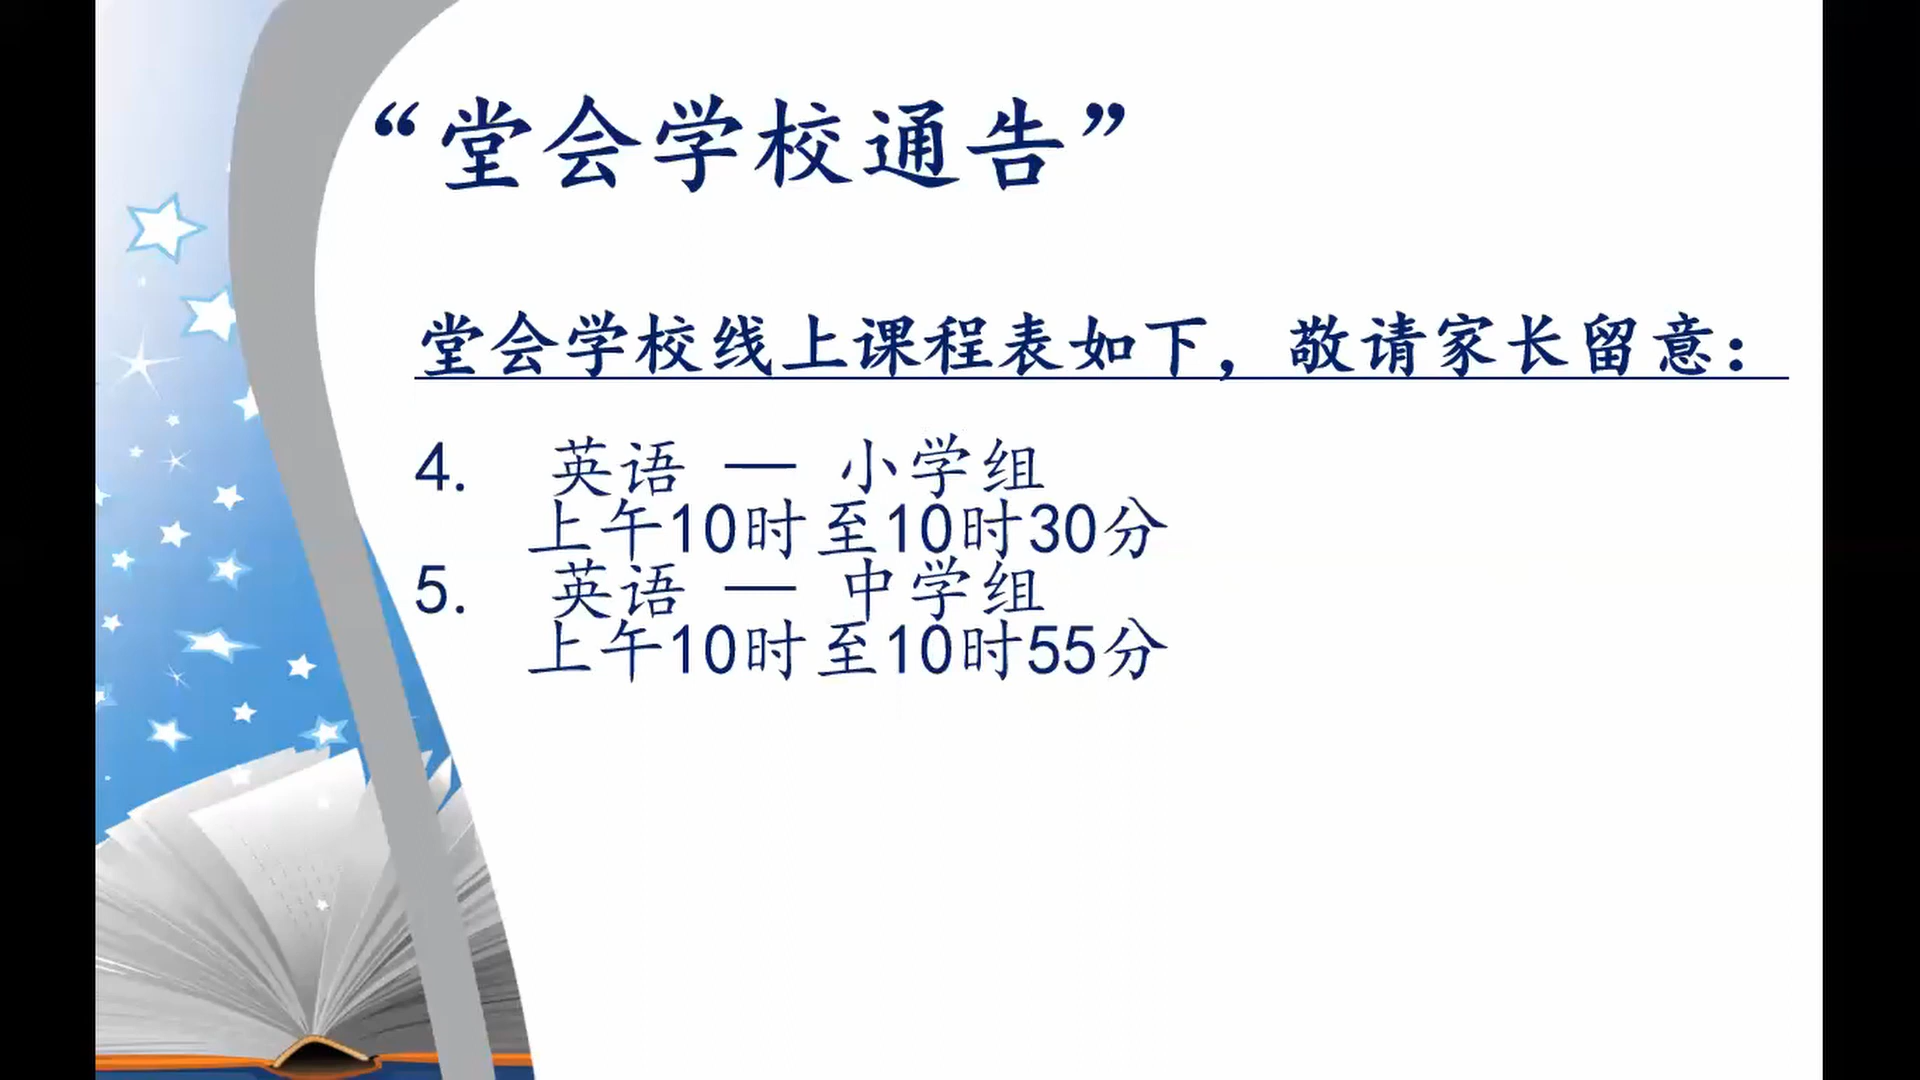 “堂会学校通告”
堂会学校线上课程表如下，敬请家长留意：
4. 英语 — 小学组
上午10时至10时30分
5. 英语 — 中学组
上午10时至10时55分